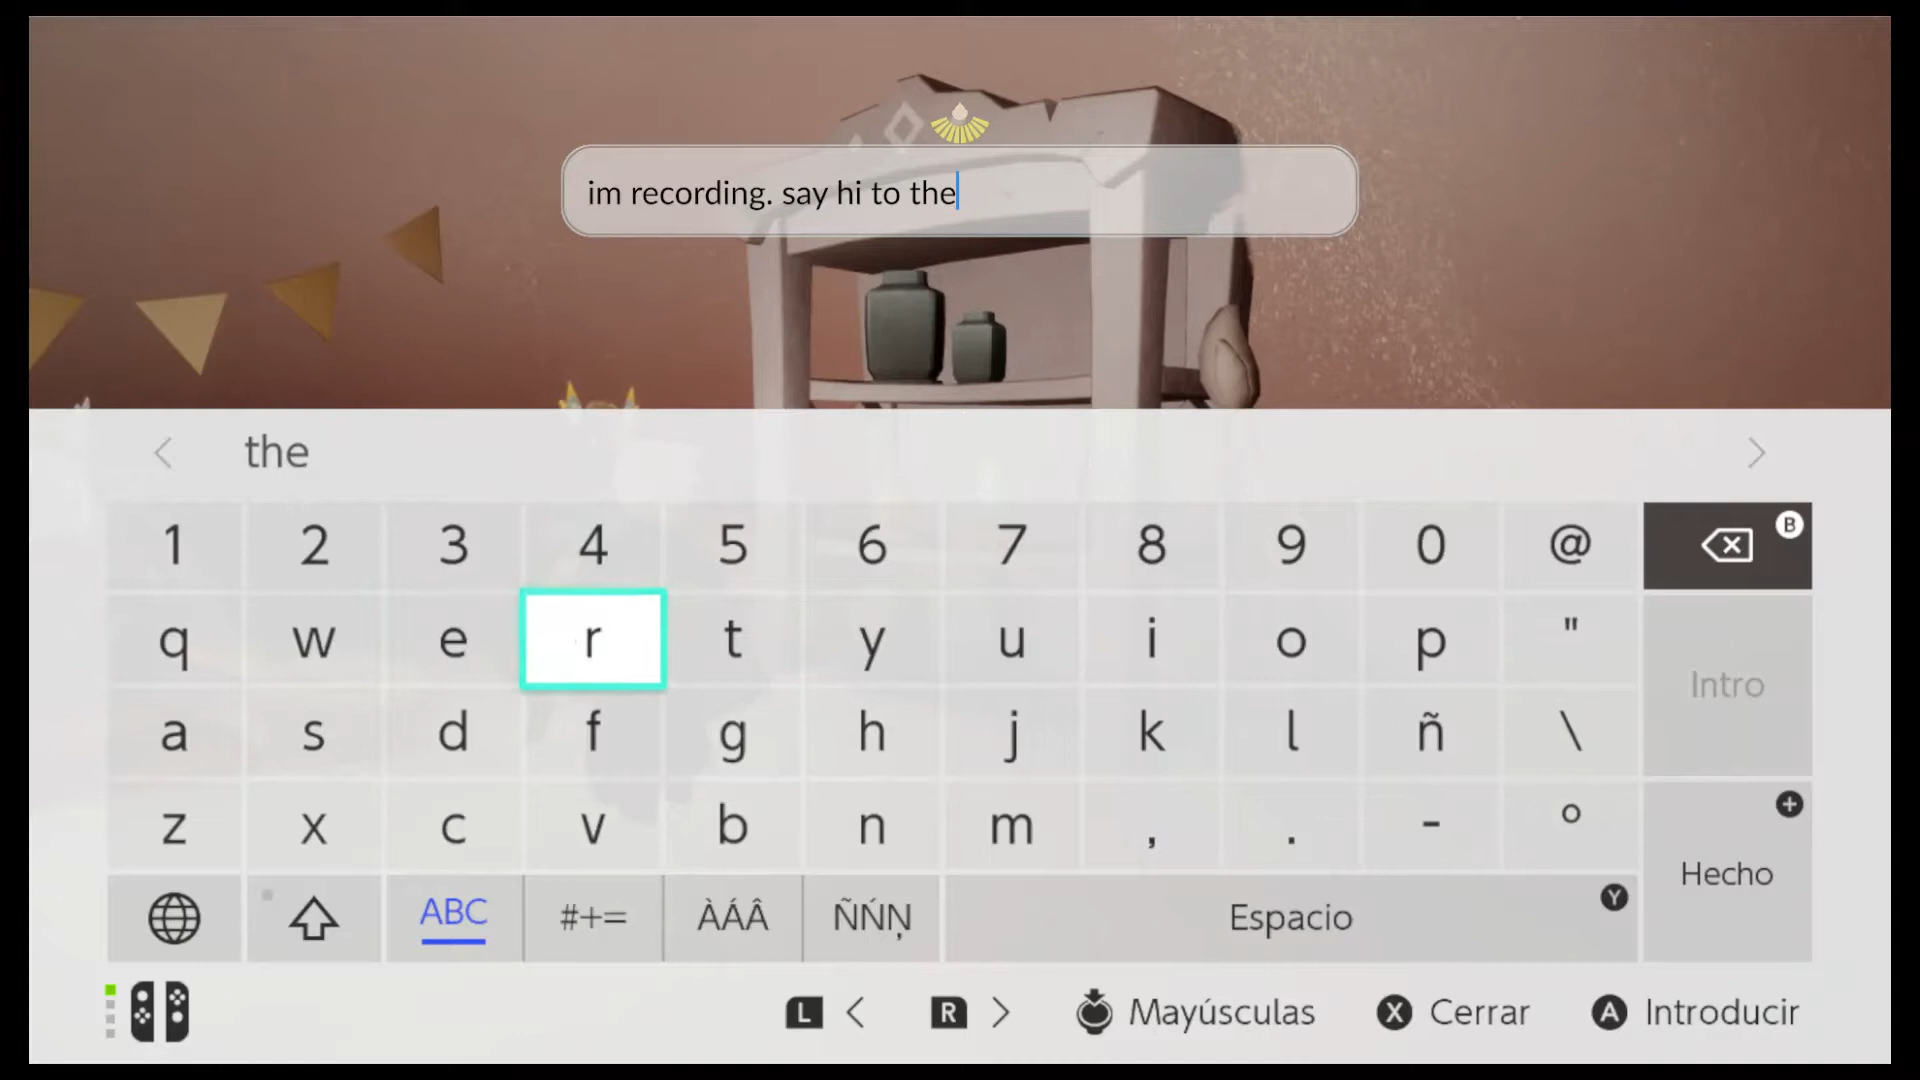 im recording. say hi to the
< the >
1 2 3 4 5 6 7 8 9 0 @ B
q w e r t y u i o p " Intro
a s d f g h j k l ñ \
z x c v b n m , . - º +
Hecho
ABC #+= ÀÁÂ ÑŃŅ Espacio Y
L < R > Mayúsculas X Cerrar A Introducir